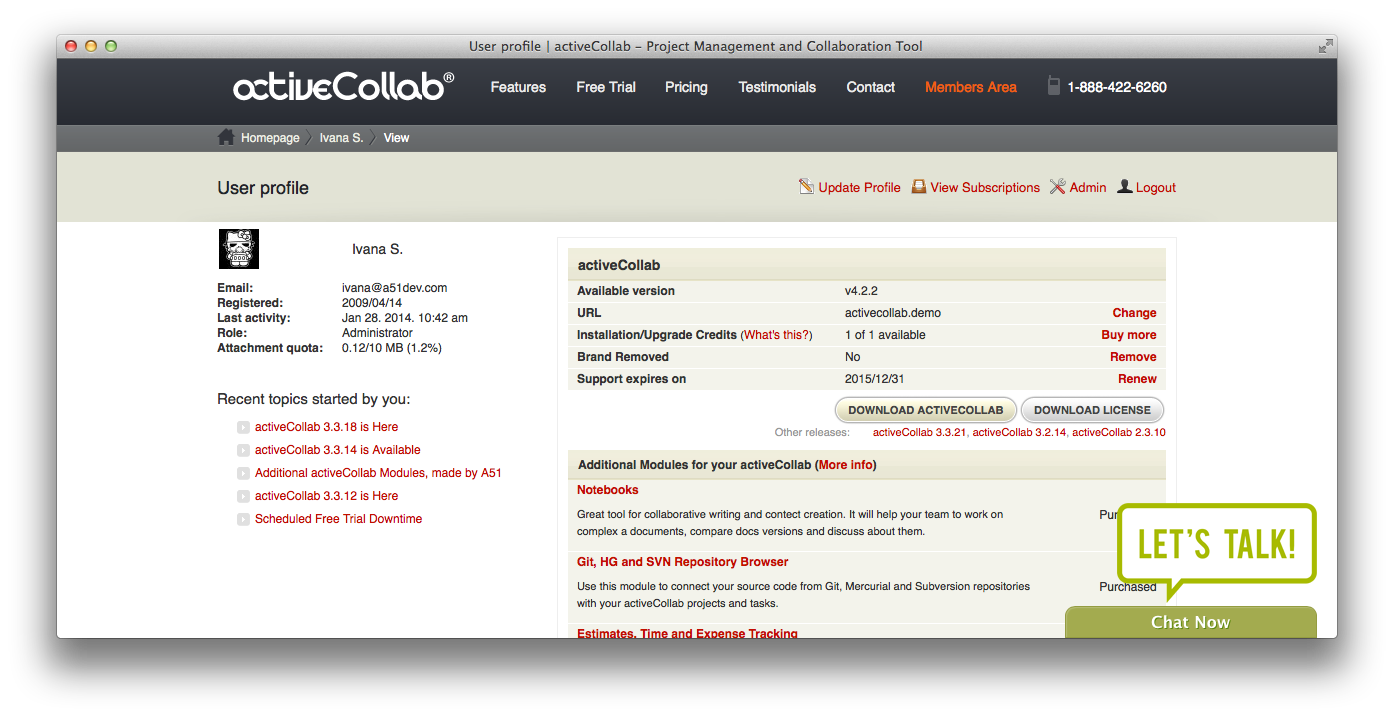 User profile | activeCollab – Project Management and Collaboration Tool
activeCollab®
Features Free Trial Pricing Testimonials Contact Members Area 1-888-422-6260
Homepage Ivana S. View
User profile
Update Profile View Subscriptions Admin Logout
Ivana S.
Email: ivana@a51dev.com
Registered: 2009/04/14
Last activity: Jan 28. 2014. 10:42 am
Role: Administrator
Attachment quota: 0.12/10 MB (1.2%)
Recent topics started by you:
activeCollab 3.3.18 is Here
activeCollab 3.3.14 is Available
Additional activeCollab Modules, made by A51
activeCollab 3.3.12 is Here
Scheduled Free Trial Downtime
activeCollab
Available version v4.2.2
URL activecollab.demo Change
Installation/Upgrade Credits (What's this?) 1 of 1 available Buy more
Brand Removed No Remove
Support expires on 2015/12/31 Renew
DOWNLOAD ACTIVECOLLAB DOWNLOAD LICENSE
Other releases: activeCollab 3.3.21, activeCollab 3.2.14, activeCollab 2.3.10
Additional Modules for your activeCollab (More info)
Notebooks
Great tool for collaborative writing and contect creation. It will help your team to work on
complex a documents, compare docs versions and discuss about them.
Git, HG and SVN Repository Browser
Use this module to connect your source code from Git, Mercurial and Subversion repositories
with your activeCollab projects and tasks.
Purchased
Estimates, Time and Expense Tracking
LET'S TALK!
Chat Now